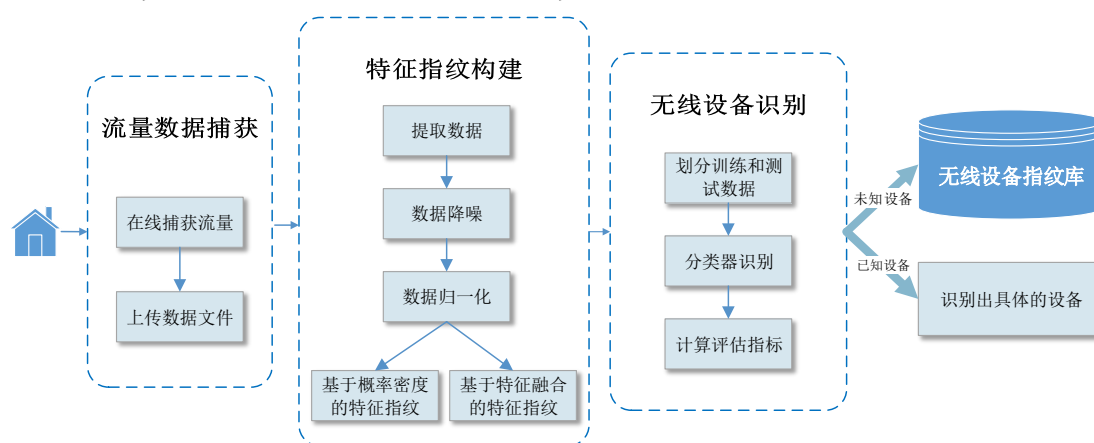 流量数据捕获
在线捕获流量
上传数据文件
特征指纹构建
提取数据
数据降噪
数据归一化
基于概率密度
的特征指纹
基于特征融合
的特征指纹
无线设备识别
划分训练和测
试数据
分类器识别
计算评估指标
未知设备
无线设备指纹库
已知设备
识别出具体的设备